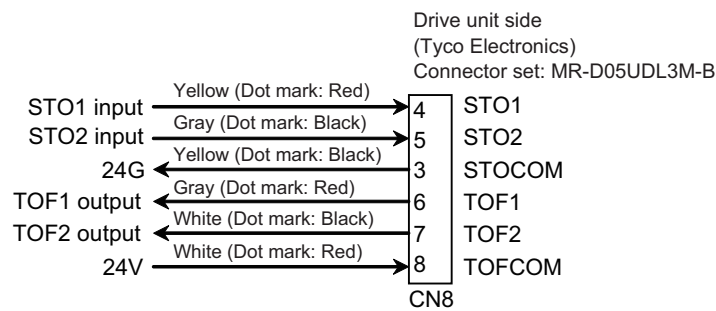 Drive unit side
(Tyco Electronics)
Connector set: MR-D05UDL3M-B
STO1 input Yellow (Dot mark: Red) 4 STO1
STO2 input Gray (Dot mark: Black) 5 STO2
24G Yellow (Dot mark: Black) 3 STOCOM
TOF1 output Gray (Dot mark: Red) 6 TOF1
TOF2 output White (Dot mark: Black) 7 TOF2
24V White (Dot mark: Red) 8 TOFCOM
CN8